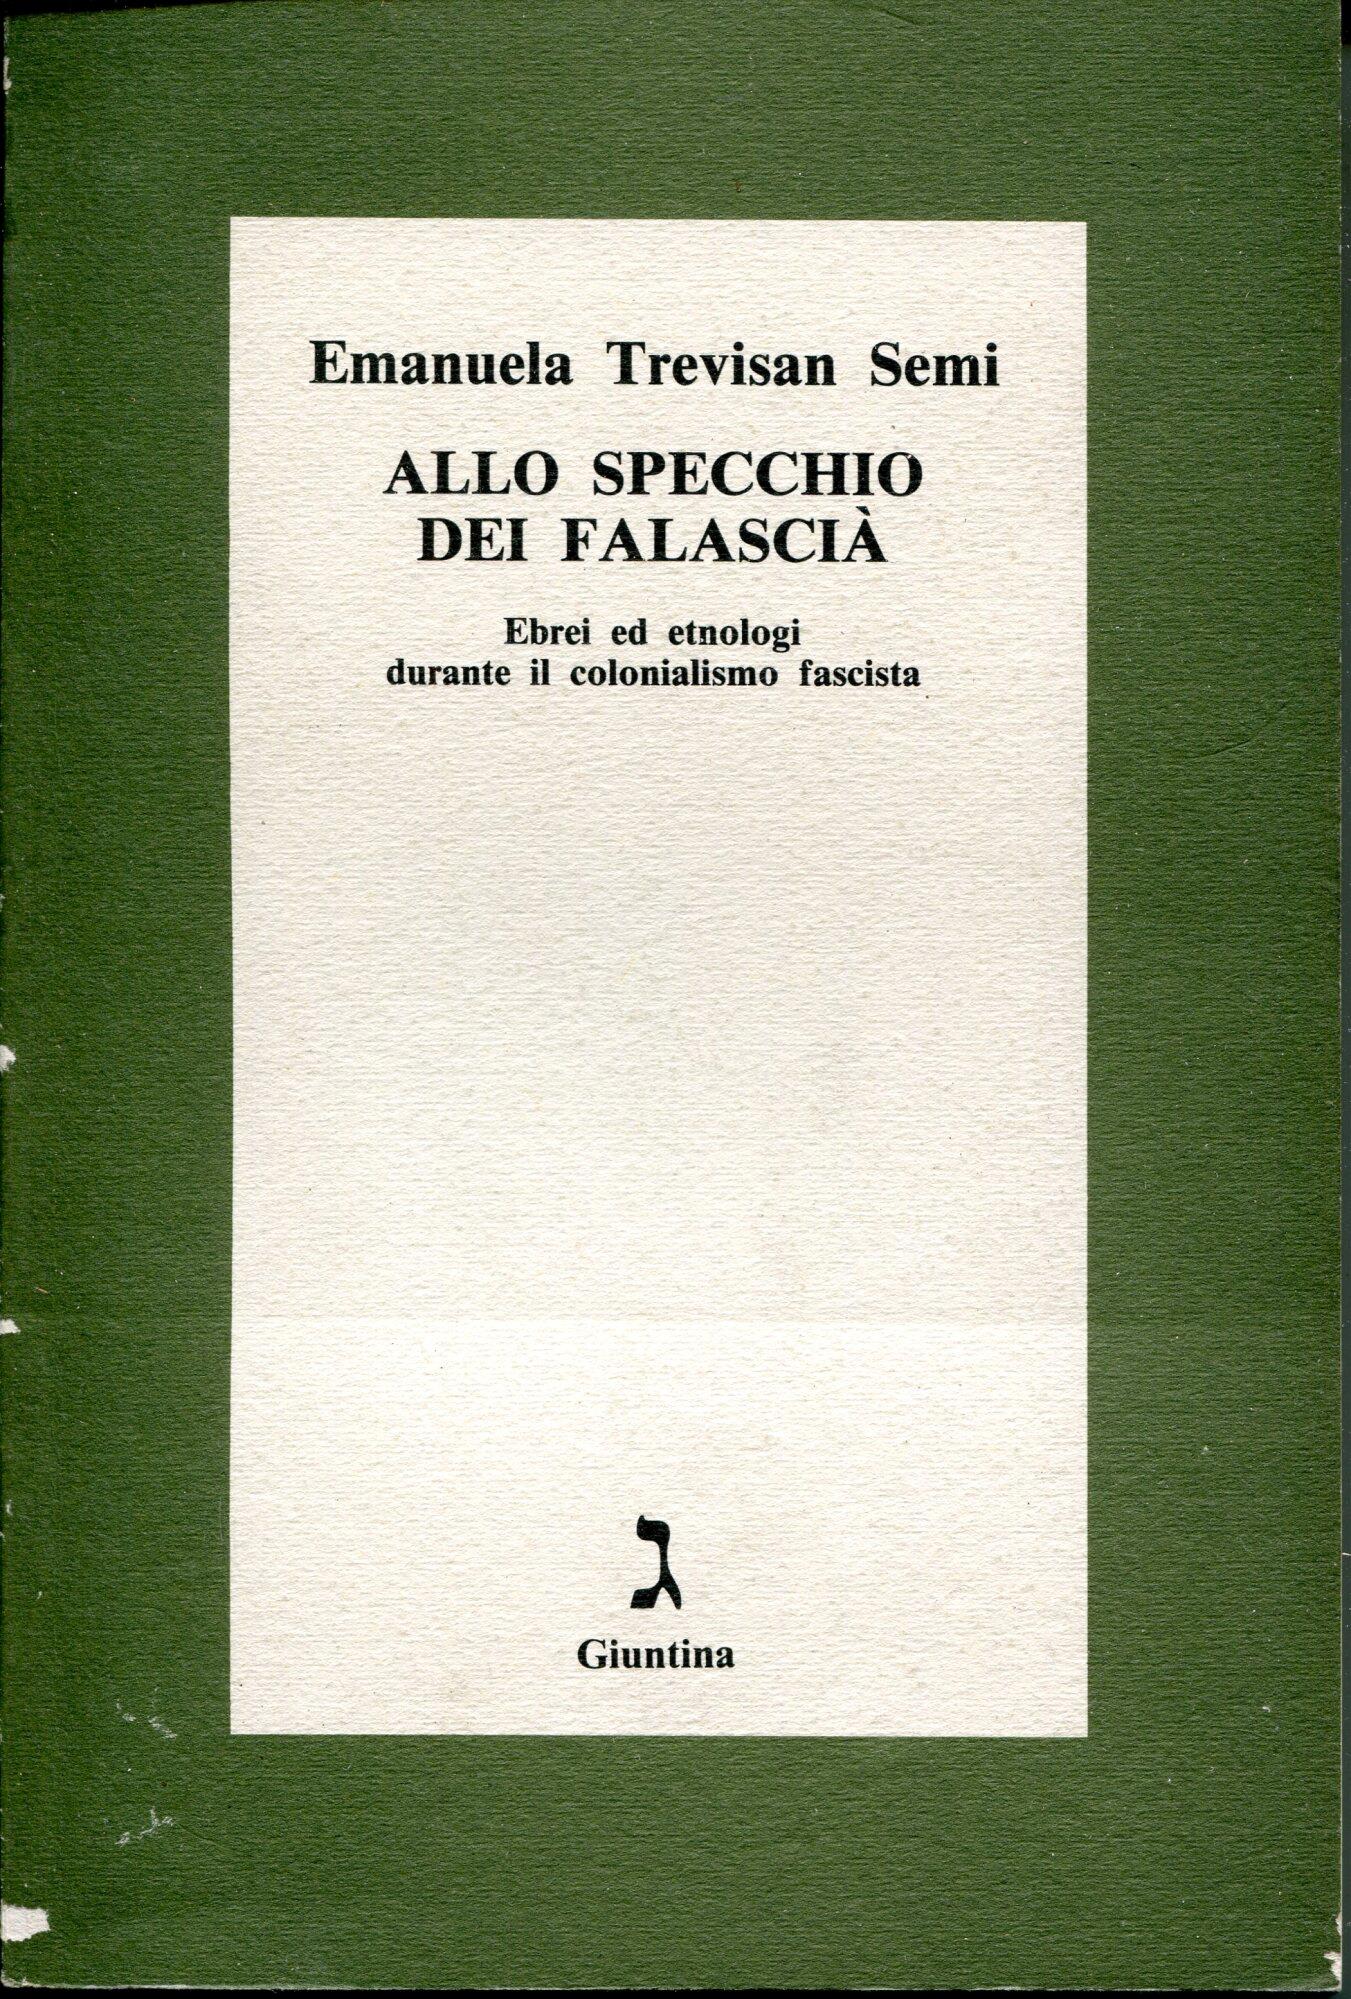 Emanuela Trevisan Semi
ALLO SPECCHIO
DEI FALASCIÀ
Ebrei ed etnologi
durante il colonialismo fascista
ג
Giuntina